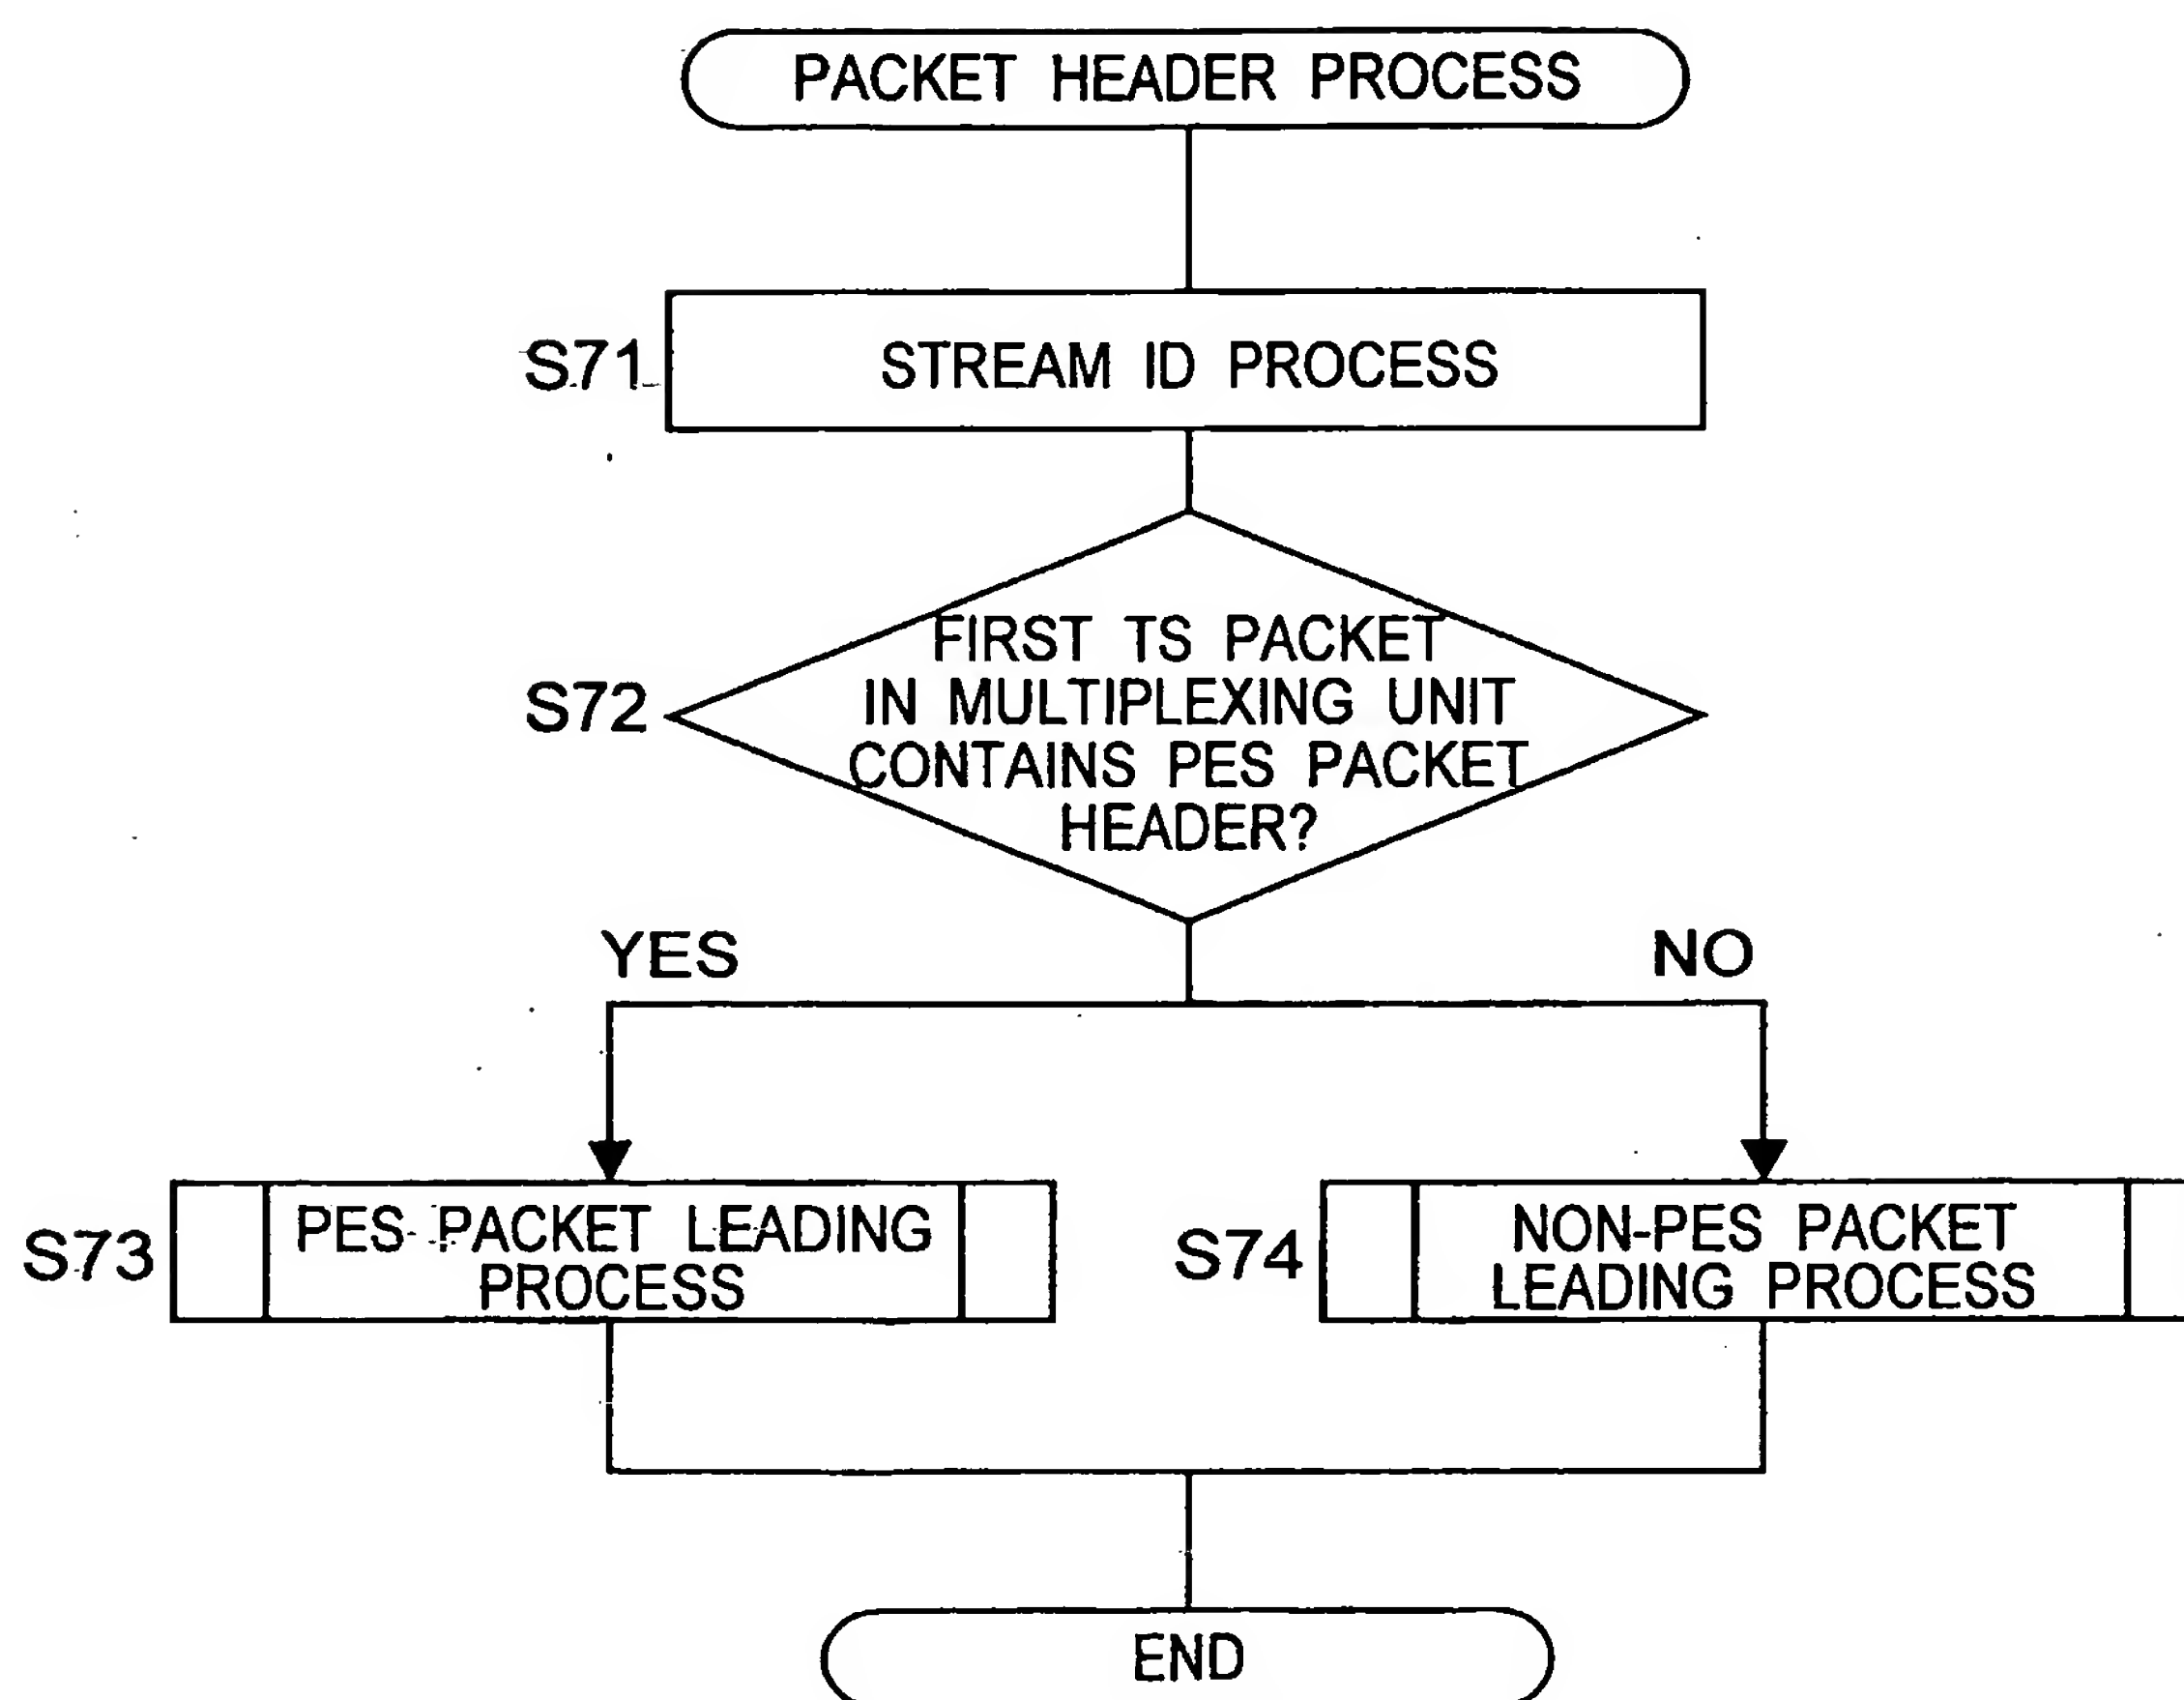 PACKET HEADER PROCESS
S71
STREAM ID PROCESS
S72
FIRST TS PACKET
IN MULTIPLEXING UNIT
CONTAINS PES PACKET
HEADER?
YES
NO
S73
PES PACKET LEADING
PROCESS
S74
NON-PES PACKET
LEADING PROCESS
END